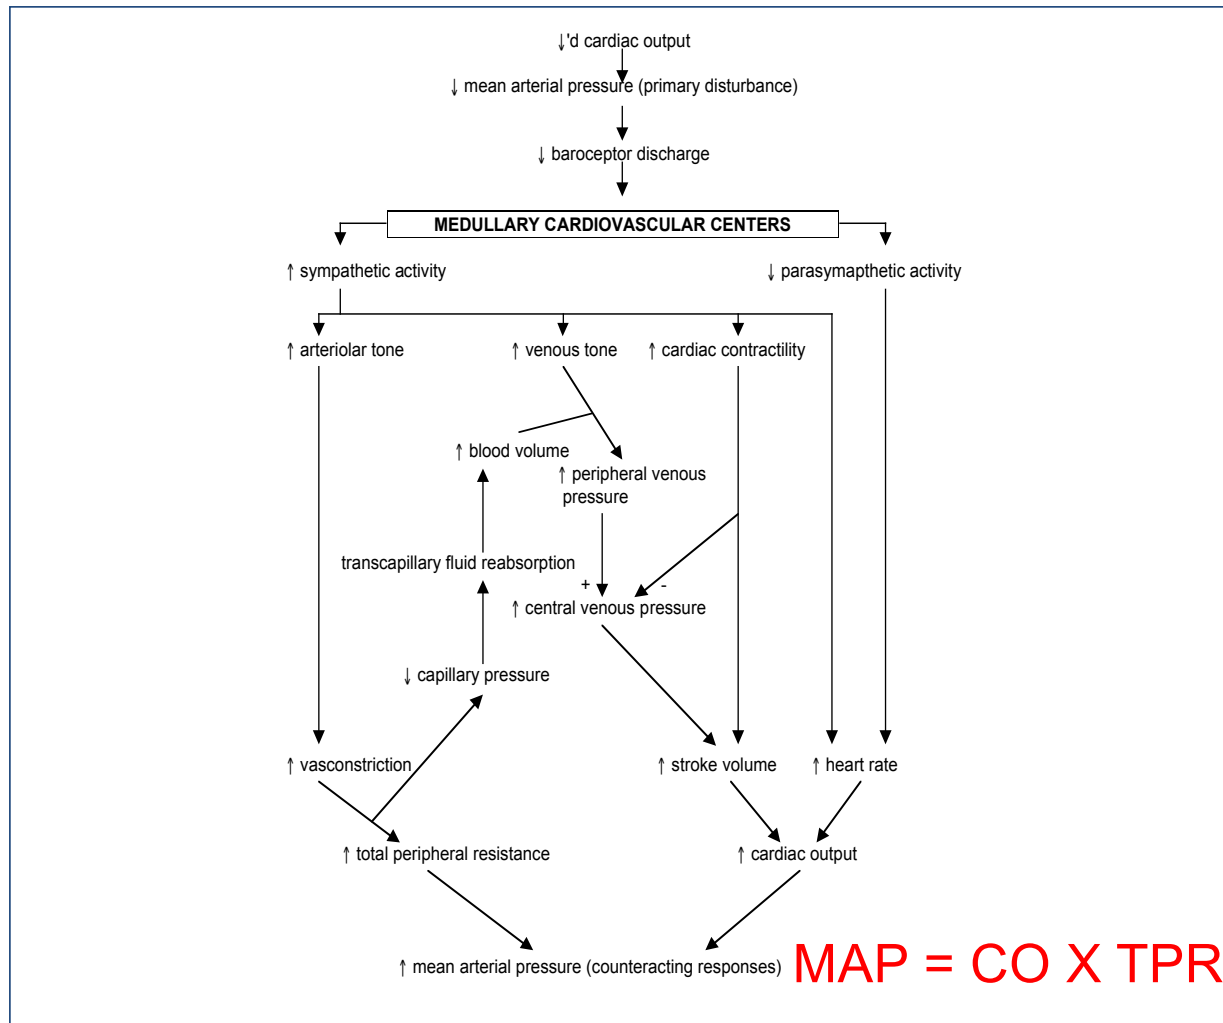 ↓'d cardiac output
↓ mean arterial pressure (primary disturbance)
↓ baroceptor discharge
MEDULLARY CARDIOVASCULAR CENTERS
↑ sympathetic activity
↓ parasymapthetic activity
↑ arteriolar tone
↑ venous tone
↑ cardiac contractility
↑ blood volume
↑ peripheral venous
pressure
transcapillary fluid reabsorption
+
-
↑ central venous pressure
↓ capillary pressure
↑ vasconstriction
↑ stroke volume
↑ heart rate
↑ total peripheral resistance
↑ cardiac output
↑ mean arterial pressure (counteracting responses)
MAP = CO X TPR